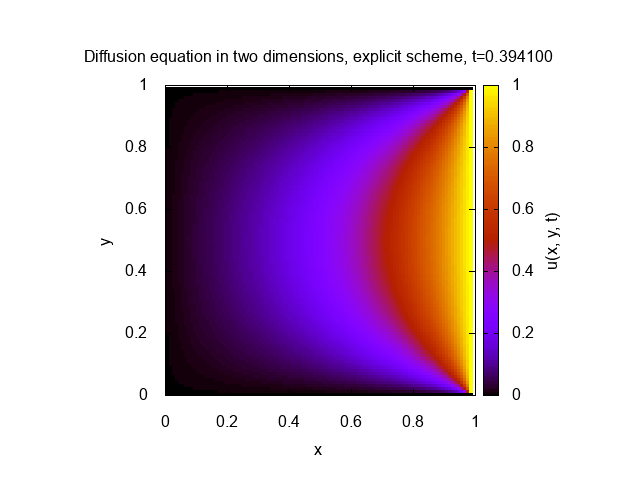 Diffusion equation in two dimensions, explicit scheme, t=0.394100
1
0.8
0.6
0.4
0.2
0
y
0 0.2 0.4 0.6 0.8 1
x
1
0.8
0.6
0.4
0.2
0
u(x, y, t)